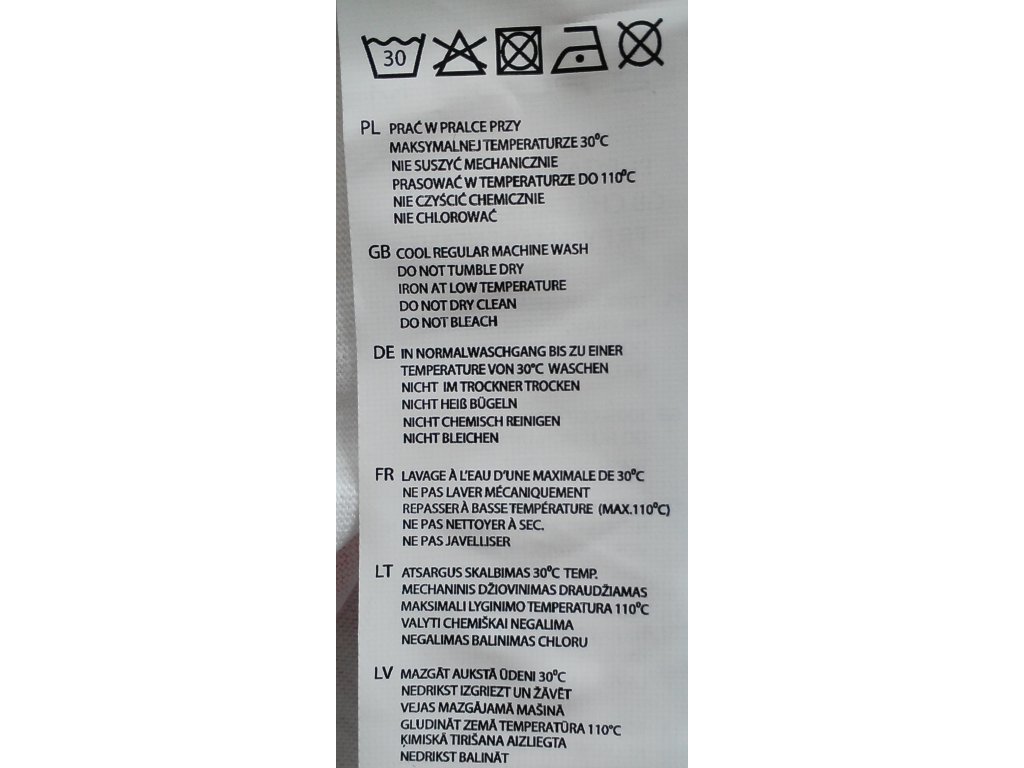 30
PL PRAĆ W PRALCE PRZY
MAKSYMALNEJ TEMPERATURZE 30°C
NIE SUSZYĆ MECHANICZNIE
PRASOWAĆ W TEMPERATURZE DO 110°C
NIE CZYŚCIĆ CHEMICZNIE
NIE CHLOROWAĆ
GB COOL REGULAR MACHINE WASH
DO NOT TUMBLE DRY
IRON AT LOW TEMPERATURE
DO NOT DRY CLEAN
DO NOT BLEACH
DE IN NORMALWASCHGANG BIS ZU EINER
TEMPERATURE VON 30°C WASCHEN
NICHT IM TROCKNER TROCKEN
NICHT HEIß BÜGELN
NICHT CHEMISCH REINIGEN
NICHT BLEICHEN
FR LAVAGE À L'EAU D'UNE MAXIMALE DE 30°C
NE PAS LAVER MÉCANIQUEMENT
REPASSER À BASSE TEMPÉRATURE (MAX.110°C)
NE PAS NETTOYER À SEC.
NE PAS JAVELLISER
LT ATSARGUS SKALBIMAS 30°C TEMP.
MECHANINIS DŽIOVINIMAS DRAUDŽIAMAS
MAKSIMALI LYGINIMO TEMPERATURA 110°C
VALYTI CHEMIŠKAI NEGALIMA
NEGALIMAS BALINIMAS CHLORU
LV MAZGĀT AUKSTĀ ŪDENI 30°C
NEDRIKST IZGRIEZT UN ŽĀVĒT
VEJAS MAZGĀJAMĀ MAŠINĀ
GLUDINĀT ZEMĀ TEMPERATŪRA 110°C
ĶIMISKĀ TIRIŠANA AIZLIEGTA
NEDRIKST BALINĀT